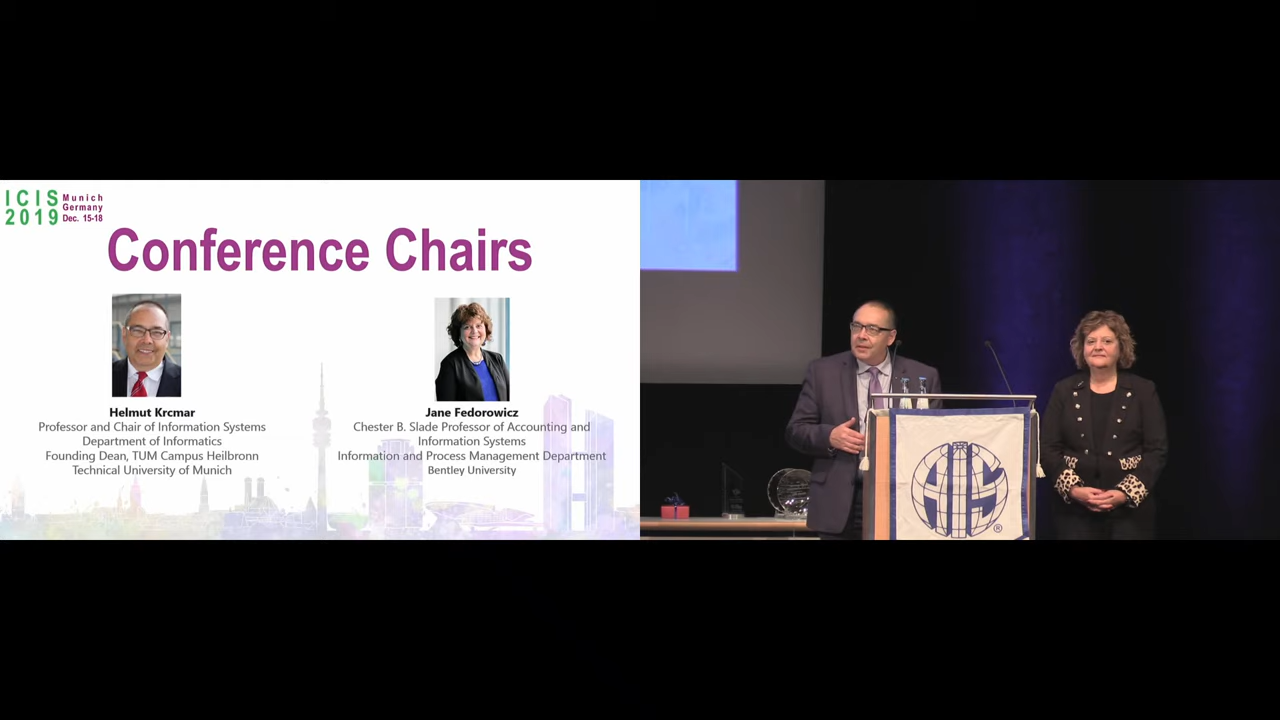 ICIS
2019
Munich
Germany
Dec. 15-18
Conference Chairs
Helmut Krcmar
Professor and Chair of Information Systems
Department of Informatics
Founding Dean, TUM Campus Heilbronn
Technical University of Munich
Jane Fedorowicz
Chester B. Slade Professor of Accounting and
Information Systems
Information and Process Management Department
Bentley University
AIS
®